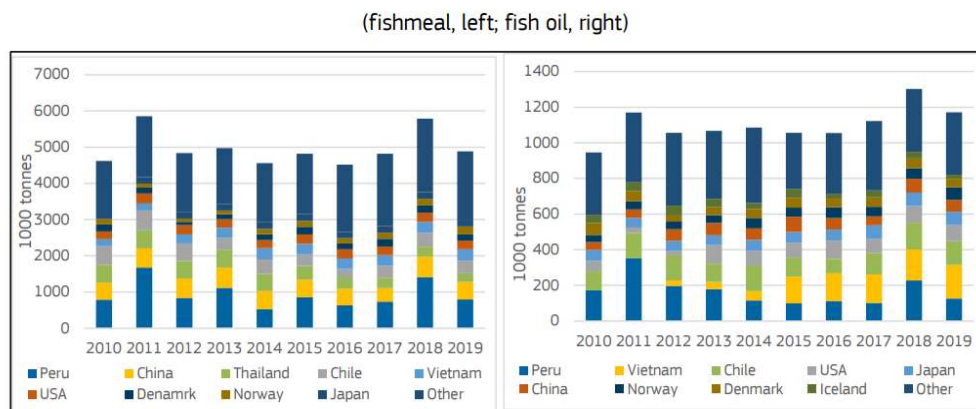 (fishmeal, left; fish oil, right)
7000
6000
5000
4000
3000
2000
1000
0
1000 tonnes
2010 2011 2012 2013 2014 2015 2016 2017 2018 2019
Peru China Thailand Chile Vietnam
USA Denamrk Norway Japan Other
1400
1200
1000
800
600
400
200
0
1000 tonnes
2010 2011 2012 2013 2014 2015 2016 2017 2018 2019
Peru Vietnam Chile USA Japan
China Norway Denmark Iceland Other